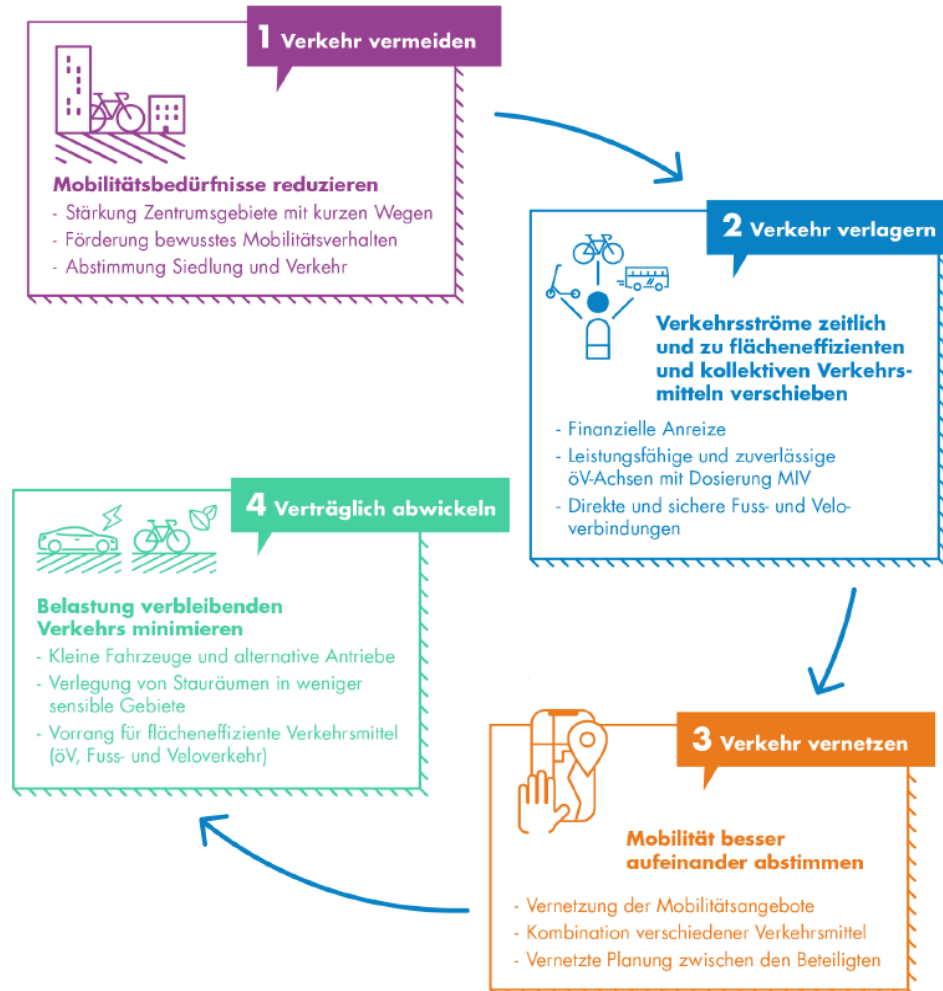 1 Verkehr vermeiden
Mobilitätsbedürfnisse reduzieren
- Stärkung Zentrumsgebiete mit kurzen Wegen
- Förderung bewusstes Mobilitätsverhalten
- Abstimmung Siedlung und Verkehr
2 Verkehr verlagern
Verkehrsströme zeitlich
und zu flächeneffizienten
und kollektiven Verkehrs-
mitteln verschieben
- Finanzielle Anreize
- Leistungsfähige und zuverlässige
öV-Achsen mit Dosierung MIV
- Direkte und sichere Fuss- und Velo-
verbindungen
3 Verkehr vernetzen
Mobilität besser
aufeinander abstimmen
- Vernetzung der Mobilitätsangebote
- Kombination verschiedener Verkehrsmittel
- Vernetzte Planung zwischen den Beteiligten
4 Verträglich abwickeln
Belastung verbleibenden
Verkehrs minimieren
- Kleine Fahrzeuge und alternative Antriebe
- Verlegung von Stauräumen in weniger
sensible Gebiete
- Vorrang für flächeneffiziente Verkehrsmittel
(öV, Fuss- und Veloverkehr)